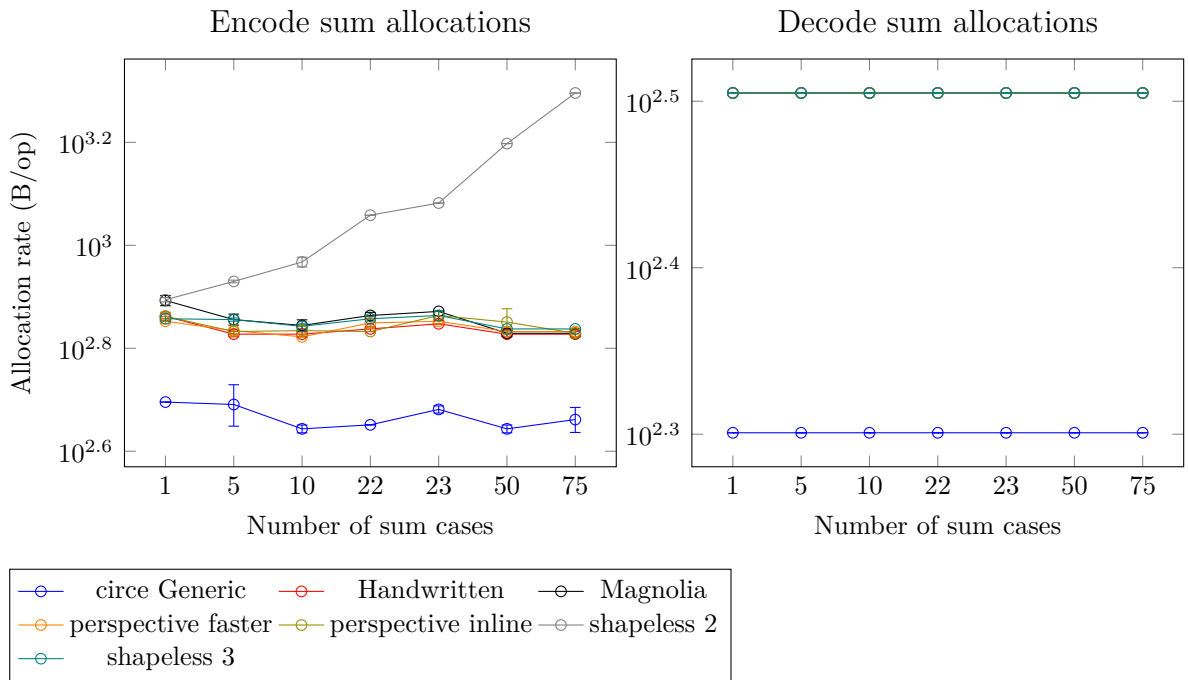 Encode sum allocations
Decode sum allocations
Allocation rate (B/op)
10^3.2
10^3
10^2.8
10^2.6
1 5 10 22 23 50 75
Number of sum cases
10^2.5
10^2.4
10^2.3
1 5 10 22 23 50 75
Number of sum cases
circe Generic Handwritten Magnolia
perspective faster perspective inline shapeless 2
shapeless 3